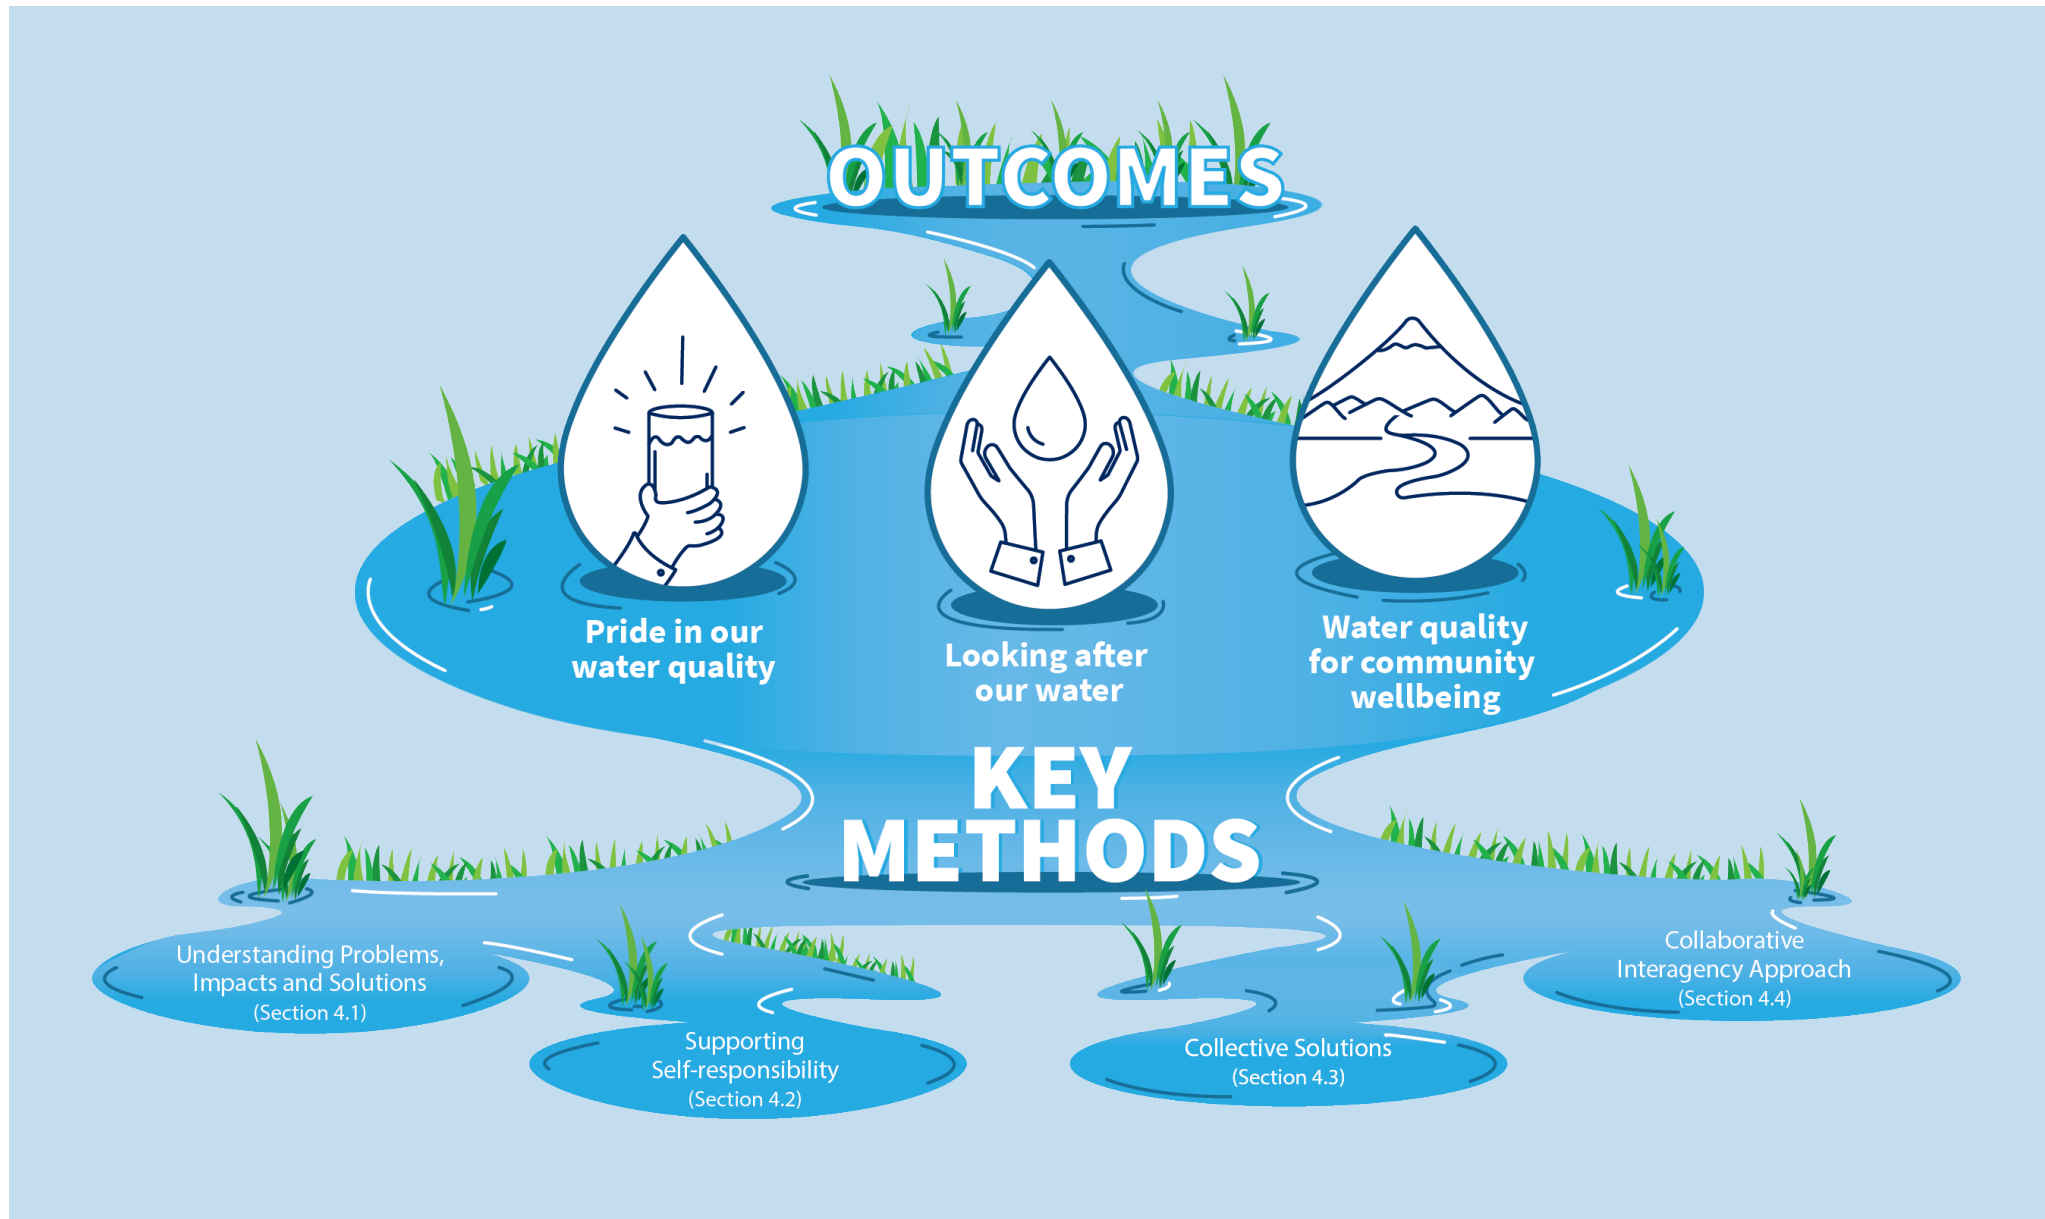 OUTCOMES
Pride in our
water quality
Looking after
our water
Water quality
for community
wellbeing
KEY
METHODS
Understanding Problems,
Impacts and Solutions
(Section 4.1)
Supporting
Self-responsibility
(Section 4.2)
Collective Solutions
(Section 4.3)
Collaborative
Interagency Approach
(Section 4.4)